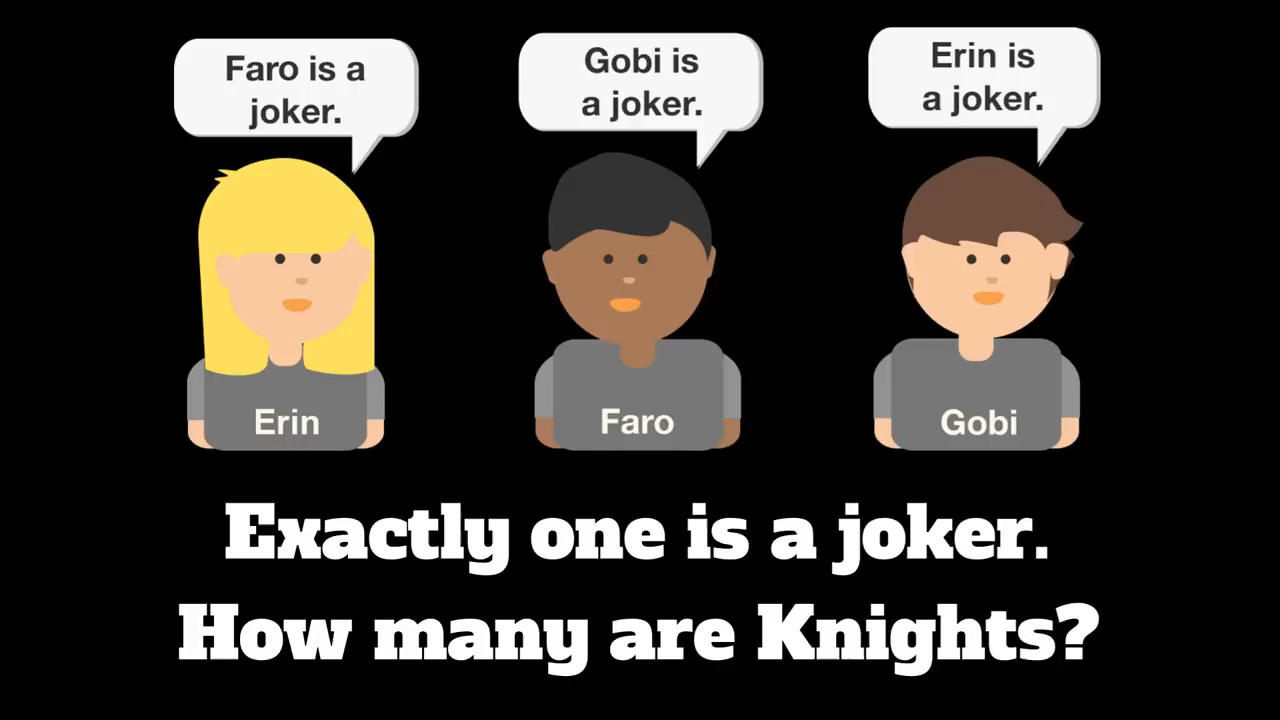 Faro is a
joker.
Gobi is
a joker.
Erin is
a joker.
Erin
Faro
Gobi
Exactly one is a joker.
How many are Knights?